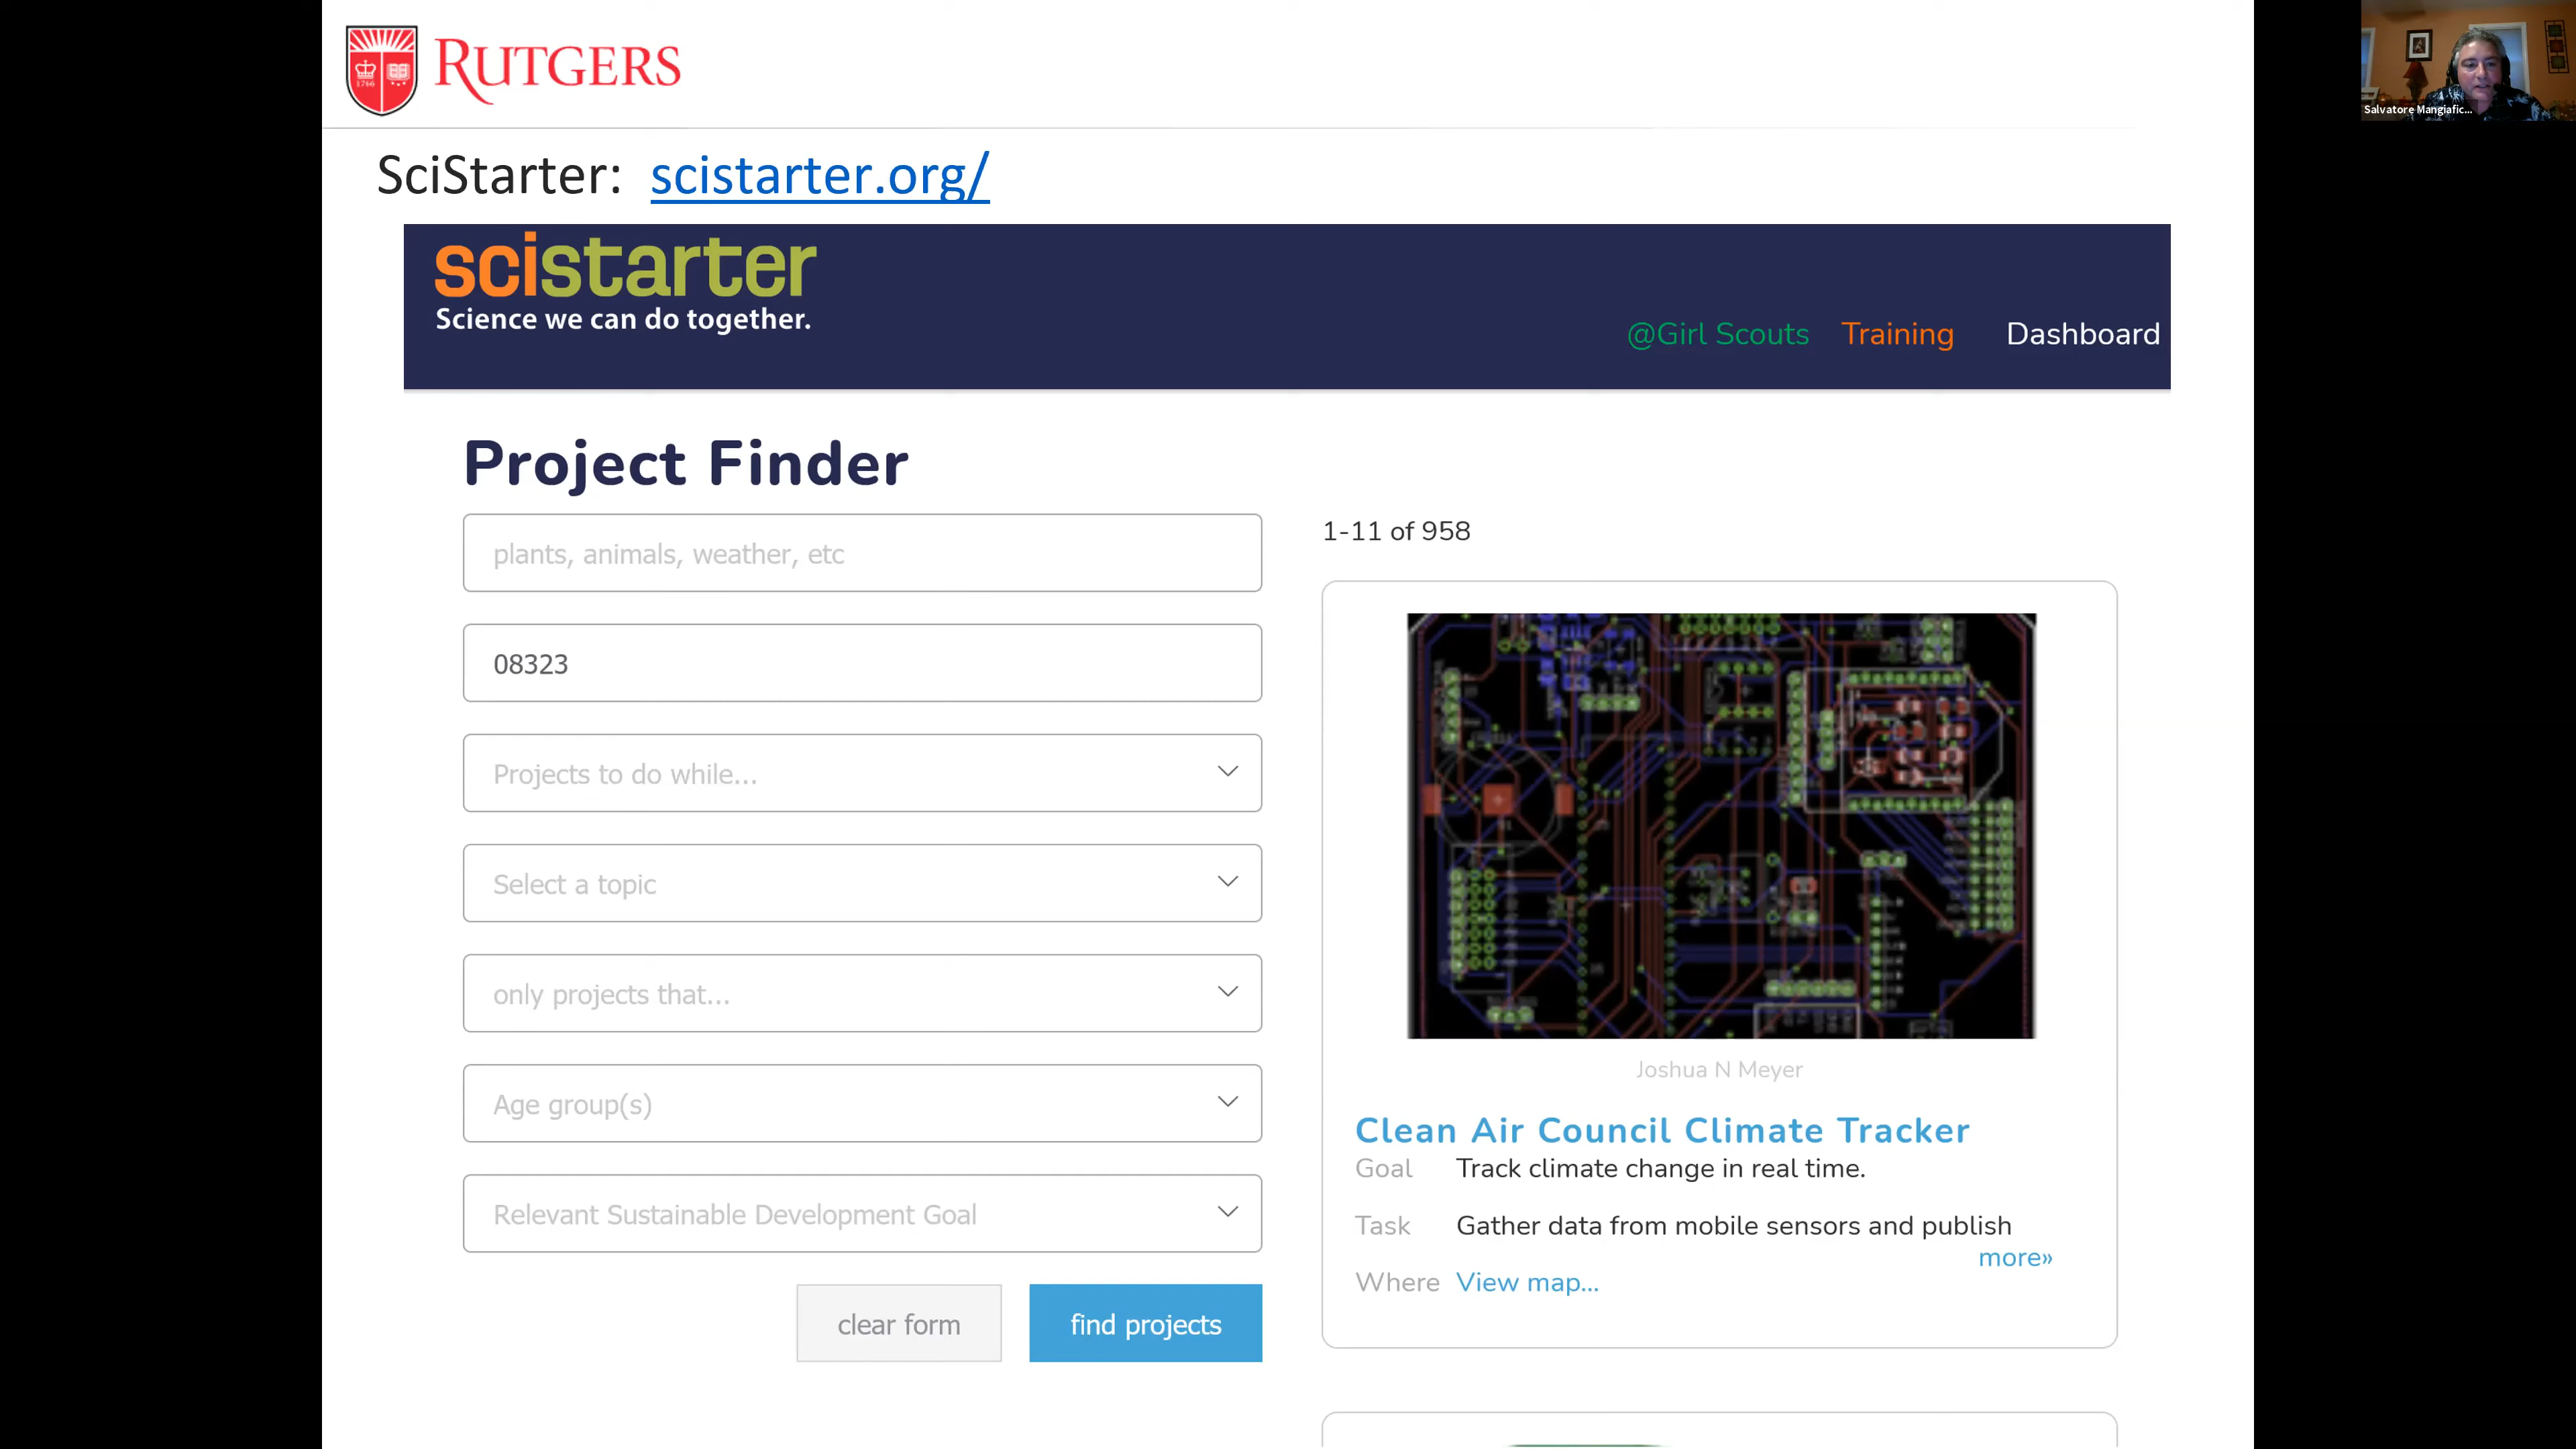 1766
RUTGERS
Salvatore Mangiafic...
SciStarter: scistarter.org/
scistarter
Science we can do together.
@Girl Scouts Training Dashboard
Project Finder
plants, animals, weather, etc
08323
Projects to do while...
Select a topic
only projects that...
Age group(s)
Relevant Sustainable Development Goal
clear form find projects
1-11 of 958
Joshua N Meyer
Clean Air Council Climate Tracker
Goal Track climate change in real time.
Task Gather data from mobile sensors and publish
more»
Where View map...